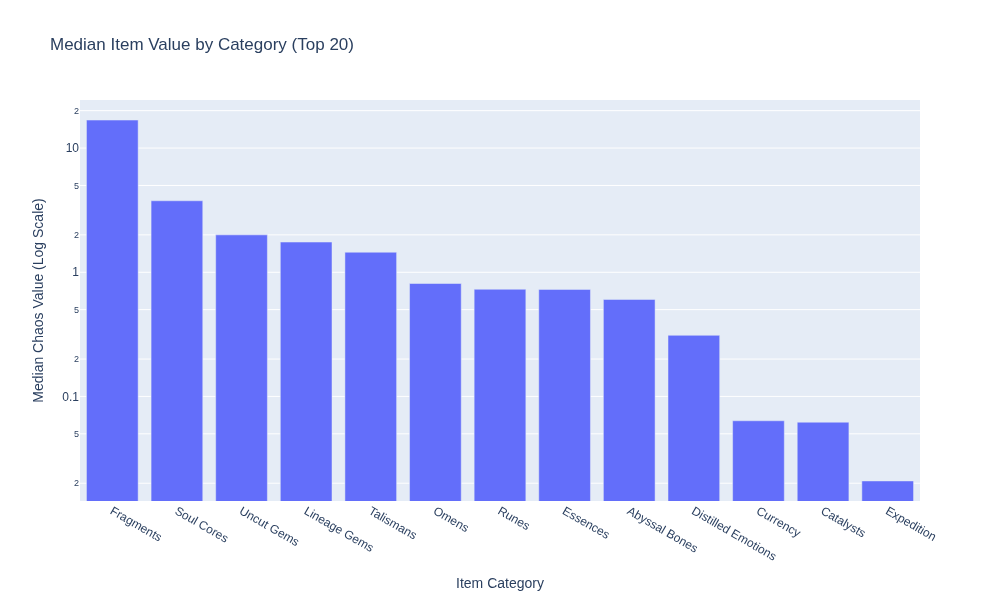 Median Item Value by Category (Top 20)
Median Chaos Value (Log Scale)
2
10
5
2
1
5
2
0.1
5
2
Fragments
Soul Cores
Uncut Gems
Lineage Gems
Talismans
Omens
Runes
Essences
Abyssal Bones
Distilled Emotions
Currency
Catalysts
Expedition
Item Category